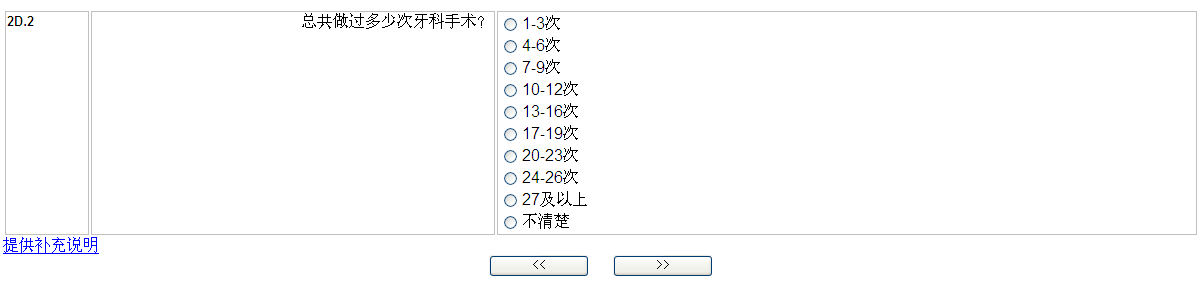 2D.2
总共做过多少次牙科手术?
1-3次
4-6次
7-9次
10-12次
13-16次
17-19次
20-23次
24-26次
27及以上
不清楚
提供补充说明
<< >>